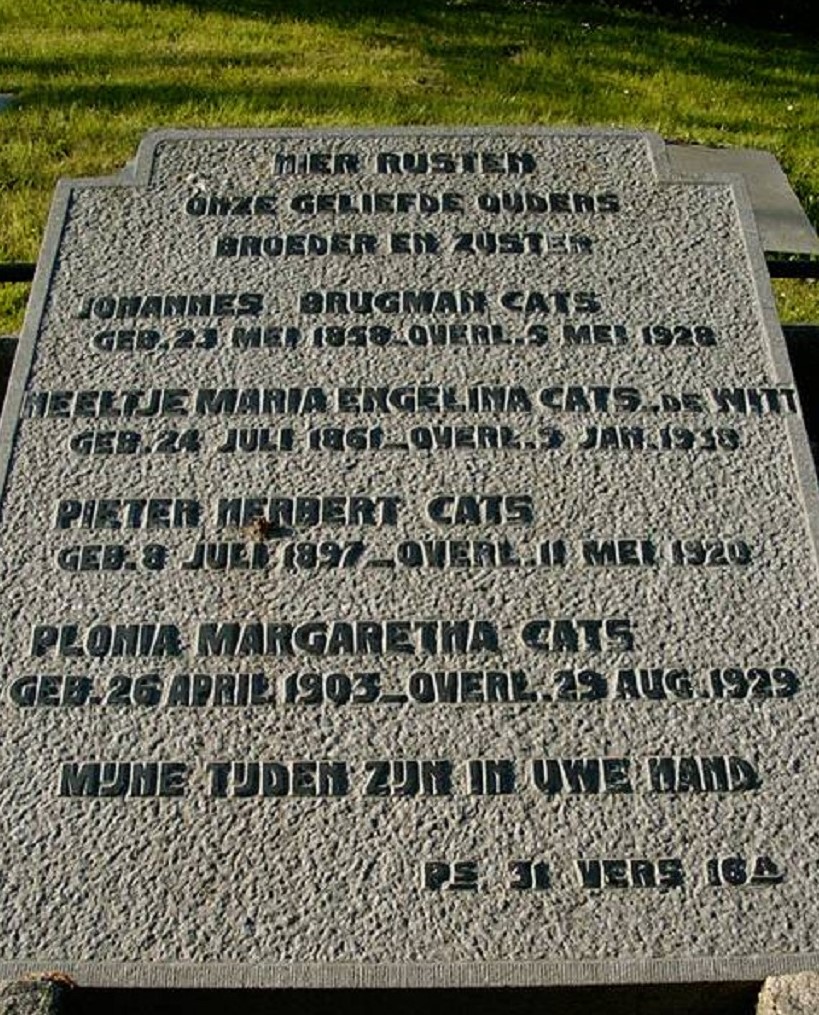 HIER RUSTEN
ONZE GELIEFDE OUDERS
BROEDER EN ZUSTER
JOHANNES BRUGMAN CATS
GEB. 23 MEI 1858_OVERL. 5 MEI 1928
NEELTJE MARIA ENGELINA CATS..DE WITT
GEB. 24 JULI 1861_OVERL. 5 JAN. 1938
PIETER HERBERT CATS
GEB. 8 JULI 1897_OVERL. 11 MEI 1920
PLONIA MARGARETHA CATS
GEB. 26 APRIL 1903_OVERL. 29 AUG. 1929
MIJNE TIJDEN ZIJN IN UWE HAND
PS 31 VERS 16A